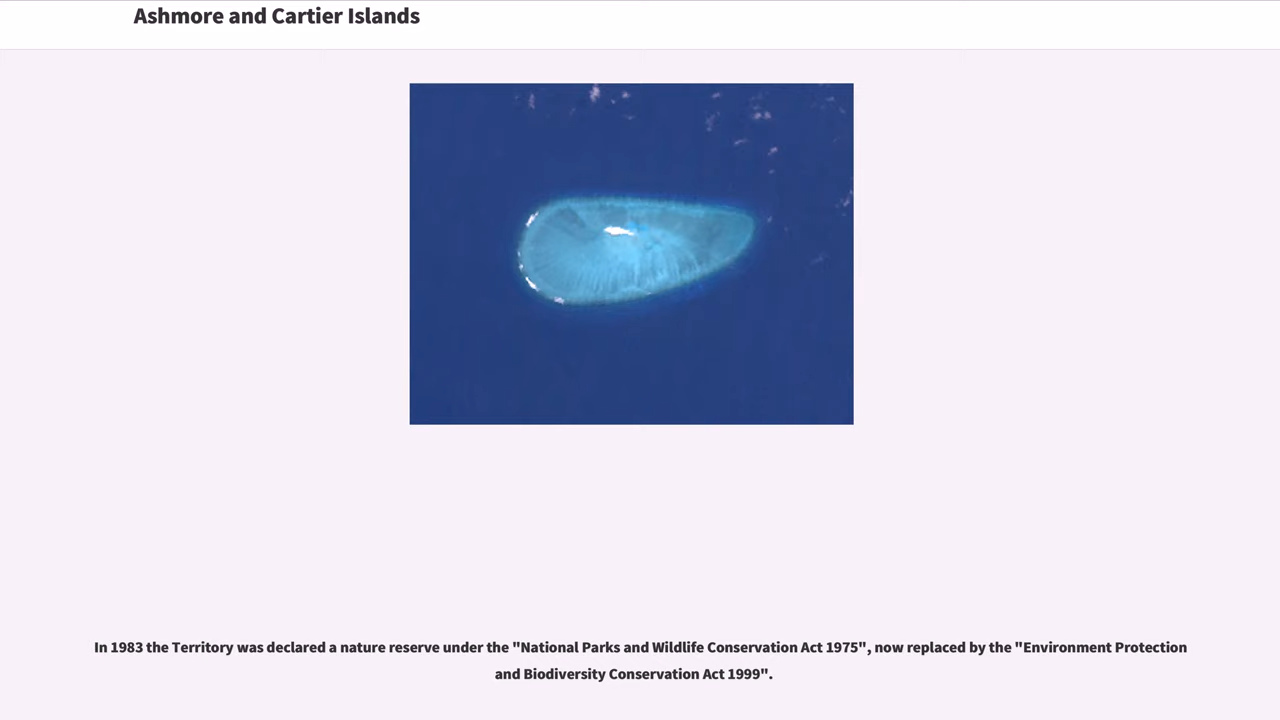 Ashmore and Cartier Islands
In 1983 the Territory was declared a nature reserve under the "National Parks and Wildlife Conservation Act 1975", now replaced by the "Environment Protection
and Biodiversity Conservation Act 1999".